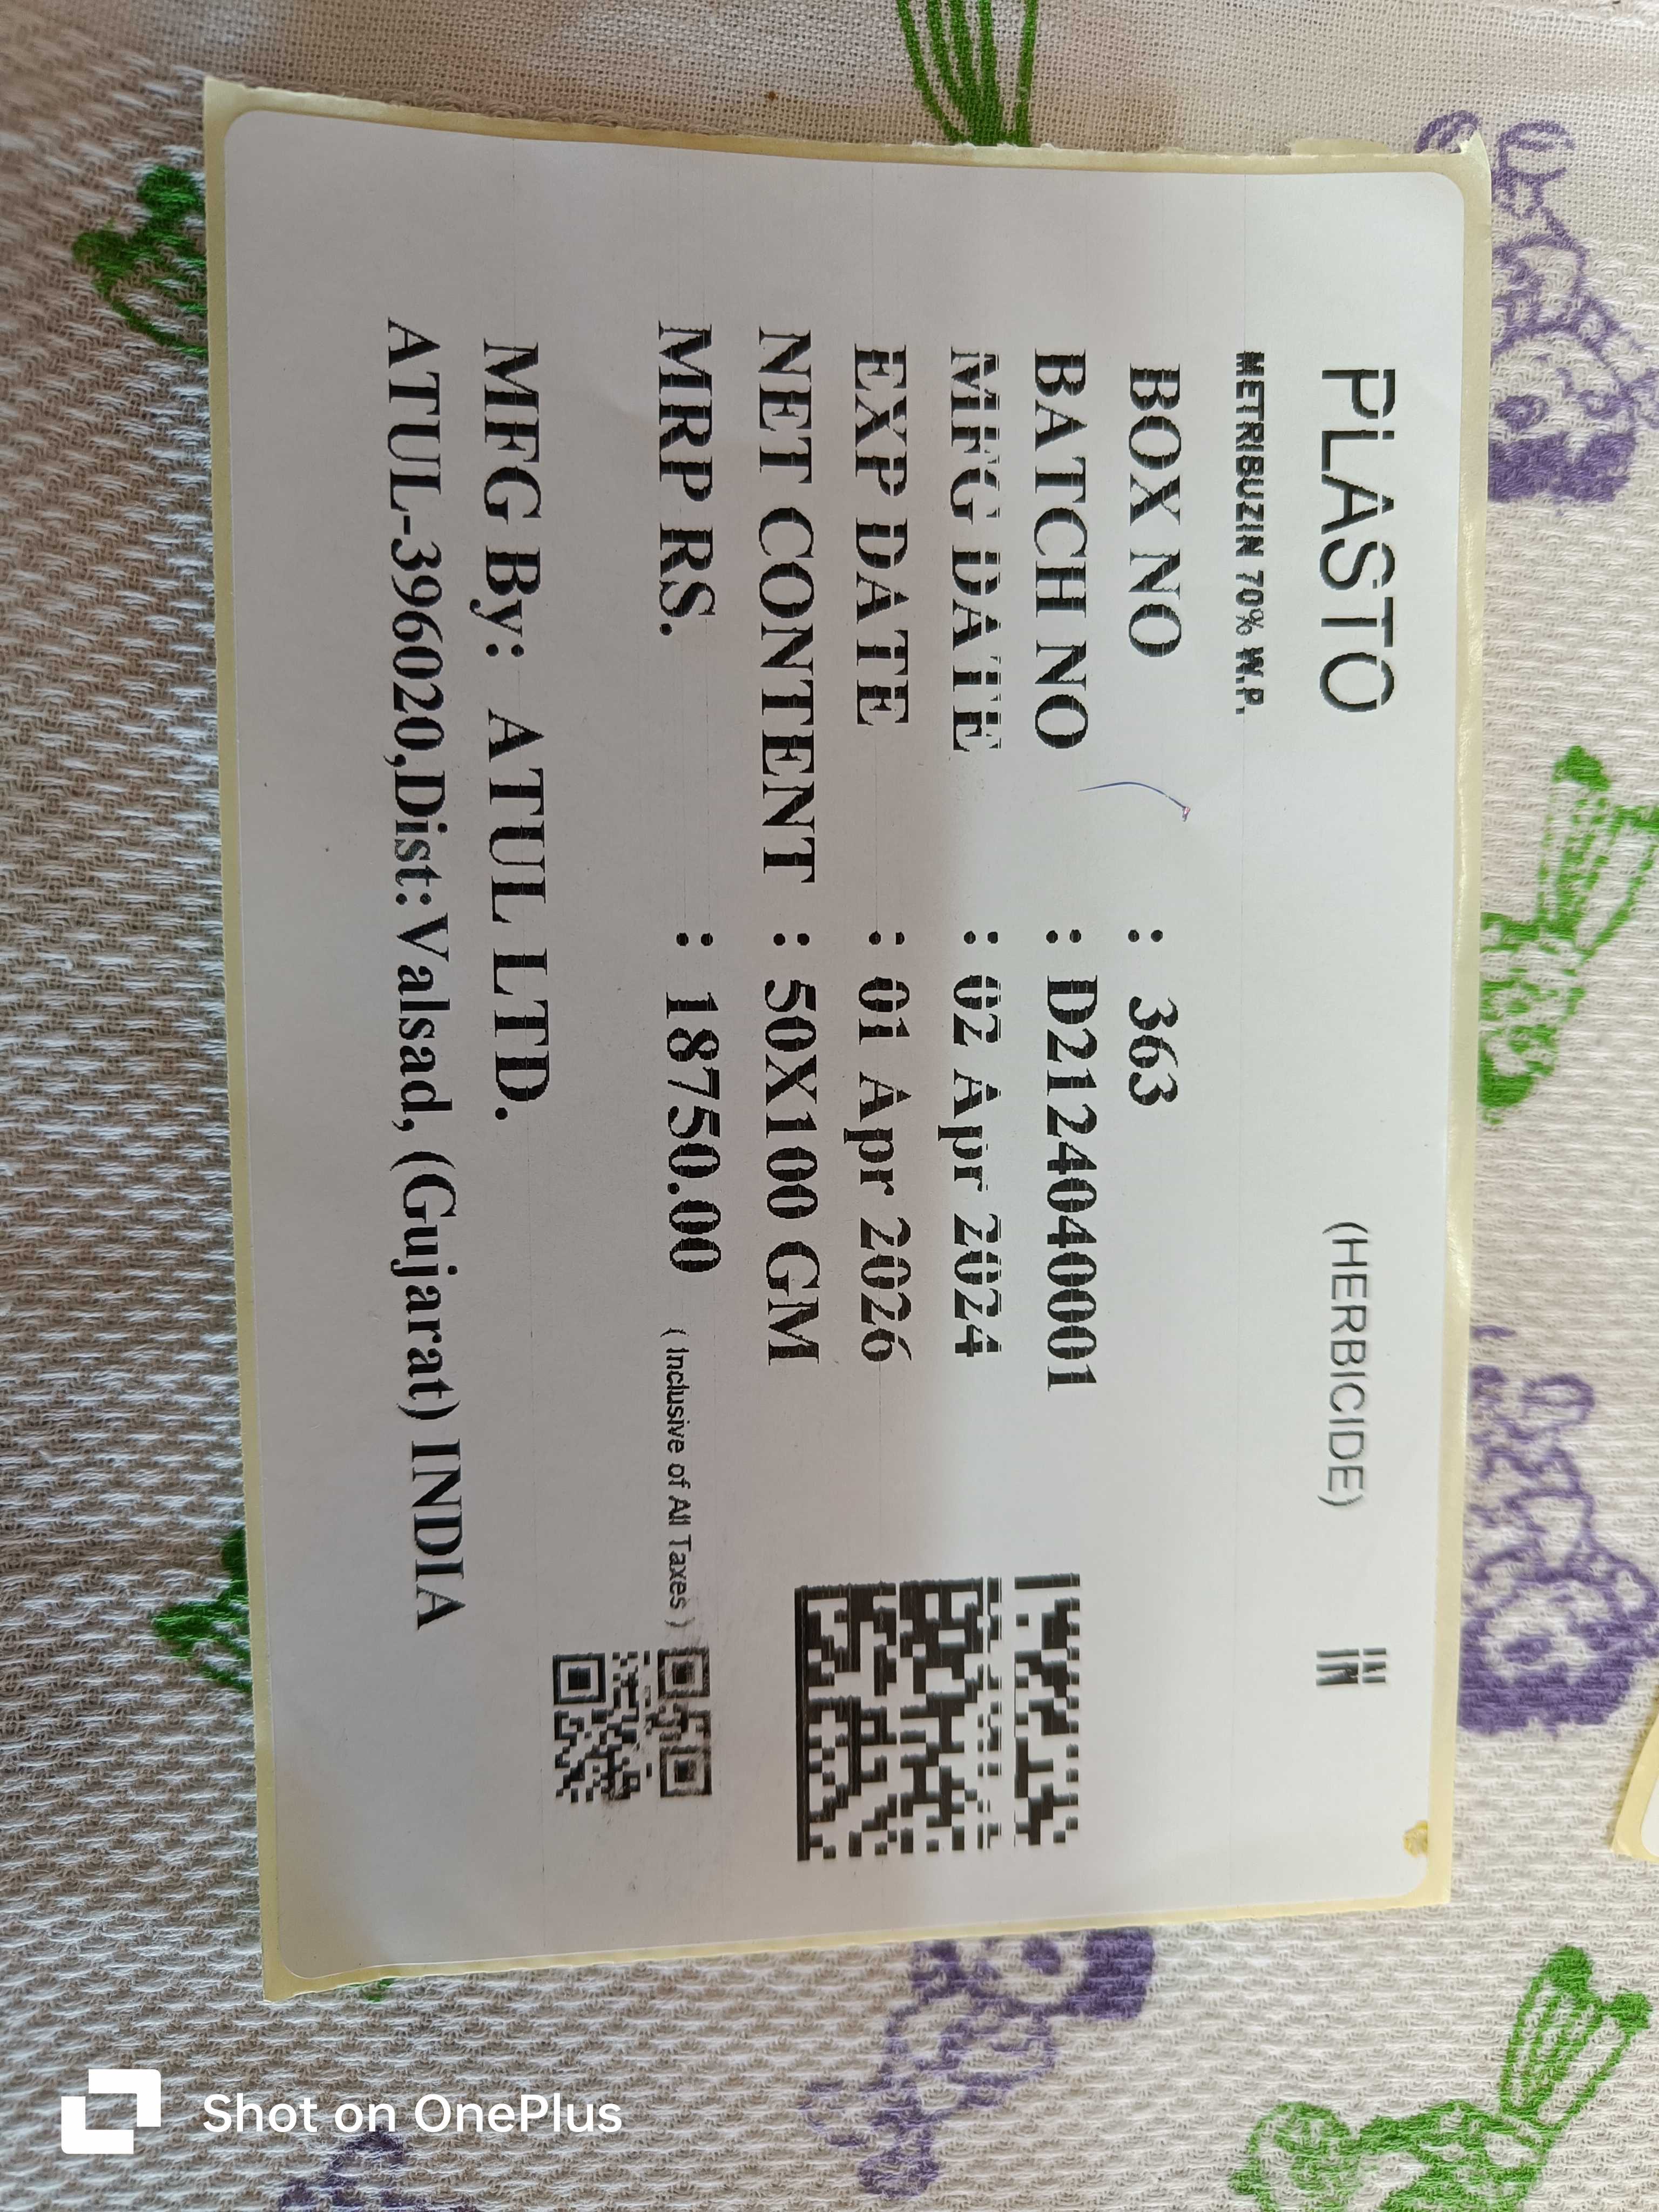 PLASTO (HERBICIDE) IN
METRIBUZIN 70% W.P.
BOX NO : 363
BATCH NO : D2124040001
MFG DATE : 02 Apr 2024
EXP DATE : 01 Apr 2026
NET CONTENT : 50X100 GM
MRP RS. : 18750.00 ( Inclusive of All Taxes )
MFG By: ATUL LTD.
ATUL-396020,Dist:Valsad, (Gujarat) INDIA
Shot on OnePlus